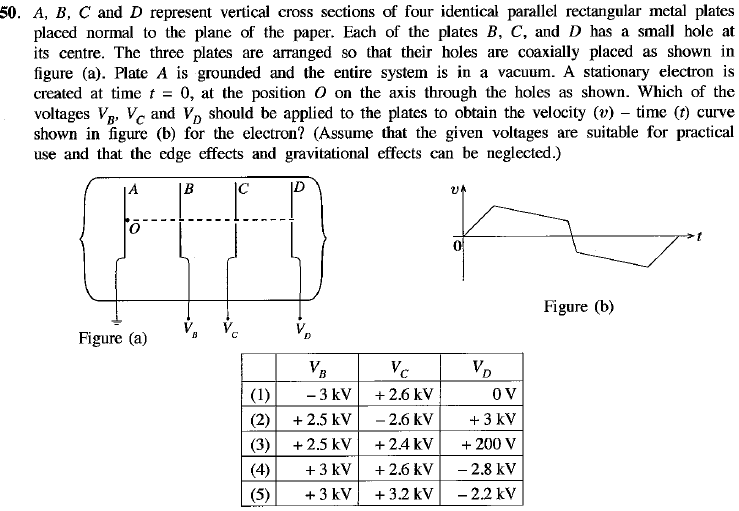 50. A, B, C and D represent vertical cross sections of four identical parallel rectangular metal plates
placed normal to the plane of the paper. Each of the plates B, C, and D has a small hole at
its centre. The three plates are arranged so that their holes are coaxially placed as shown in
figure (a). Plate A is grounded and the entire system is in a vacuum. A stationary electron is
created at time t = 0, at the position O on the axis through the holes as shown. Which of the
voltages V_B, V_C and V_D should be applied to the plates to obtain the velocity (v) – time (t) curve
shown in figure (b) for the electron? (Assume that the given voltages are suitable for practical
use and that the edge effects and gravitational effects can be neglected.)
A B C D
O
V_B V_C V_D
Figure (a)
v
0
t
Figure (b)
V_B V_C V_D
(1) – 3 kV + 2.6 kV 0 V
(2) + 2.5 kV – 2.6 kV + 3 kV
(3) + 2.5 kV + 2.4 kV + 200 V
(4) + 3 kV + 2.6 kV – 2.8 kV
(5) + 3 kV + 3.2 kV – 2.2 kV